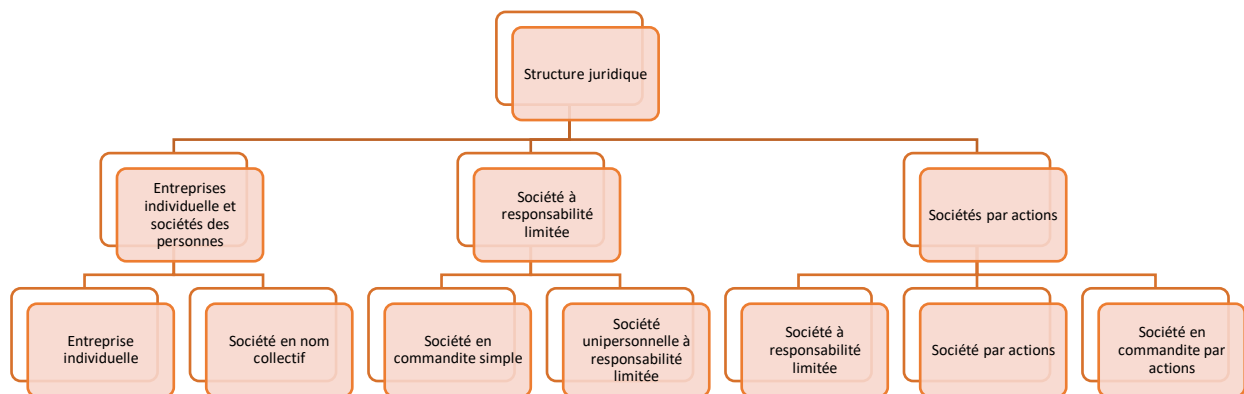 Structure juridique
Entreprises
individuelle et
sociétés des
personnes
Société à
responsabilité
limitée
Sociétés par actions
Entreprise
individuelle
Société en nom
collectif
Société en
commandite simple
Société
unipersonnelle à
responsabilité
limitée
Société à
responsabilité
limitée
Société par actions
Société en
commandite par
actions